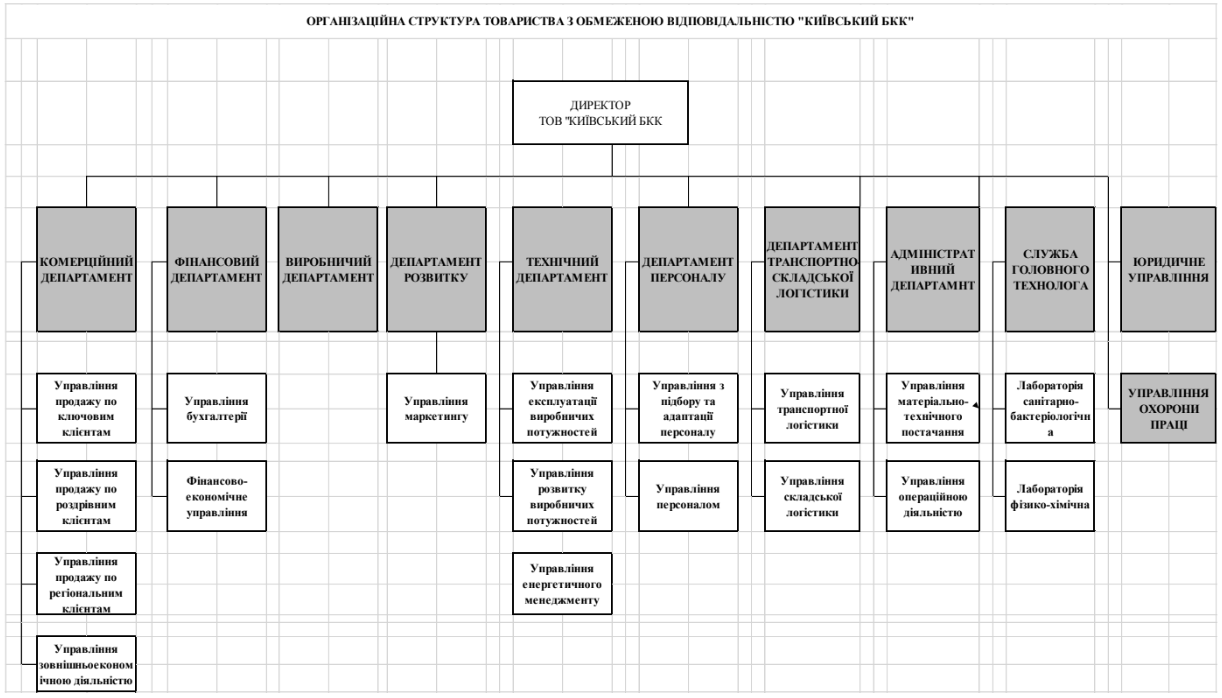 ОРГАНІЗАЦІЙНА СТРУКТУРА ТОВАРИСТВА З ОБМЕЖЕНОЮ ВІДПОВІДАЛЬНІСТЮ "КИЇВСЬКИЙ БКК"
ДИРЕКТОР
ТОВ "КИЇВСЬКИЙ БКК
КОМЕРЦІЙНИЙ
ДЕПАРТАМЕНТ
ФІНАНСОВИЙ
ДЕПАРТАМЕНТ
ВИРОБНИЧИЙ
ДЕПАРТАМЕНТ
ДЕПАРТАМЕНТ
РОЗВИТКУ
ТЕХНІЧНИЙ
ДЕПАРТАМЕНТ
ДЕПАРТАМЕНТ
ПЕРСОНАЛУ
ДЕПАРТАМЕНТ
ТРАНСПОРТНО-
СКЛАДСЬКОЇ
ЛОГІСТИКИ
АДМІНІСТРАТ
ИВНИЙ
ДЕПАРТАМНТ
СЛУЖБА
ГОЛОВНОГО
ТЕХНОЛОГА
ЮРИДИЧНЕ
УПРАВЛІННЯ
Управління
продажу по
ключовим
клієнтам
Управління
бухгалтерії
Управління
маркетингу
Управління
експлуатації
виробничих
потужностей
Управління з
підбору та
адаптації
персоналу
Управління
транспортної
логістики
Управління
матеріально-
технічного
постачання
Лабораторія
санітарно-
бактеріологічн
а
УПРАВЛІННЯ
ОХОРОНИ
ПРАЦІ
Управління
продажу по
роздрівним
клієнтам
Фінансово-
економічне
управління
Управління
розвитку
виробничих
потужностей
Управління
персоналом
Управління
складської
логістики
Управління
операційною
діяльністю
Лабораторія
фізико-хімічна
Управління
продажу по
регіональним
клієнтам
Управління
енергетичного
менеджменту
Управління
зовнішньоеконом
ічною діяльністю